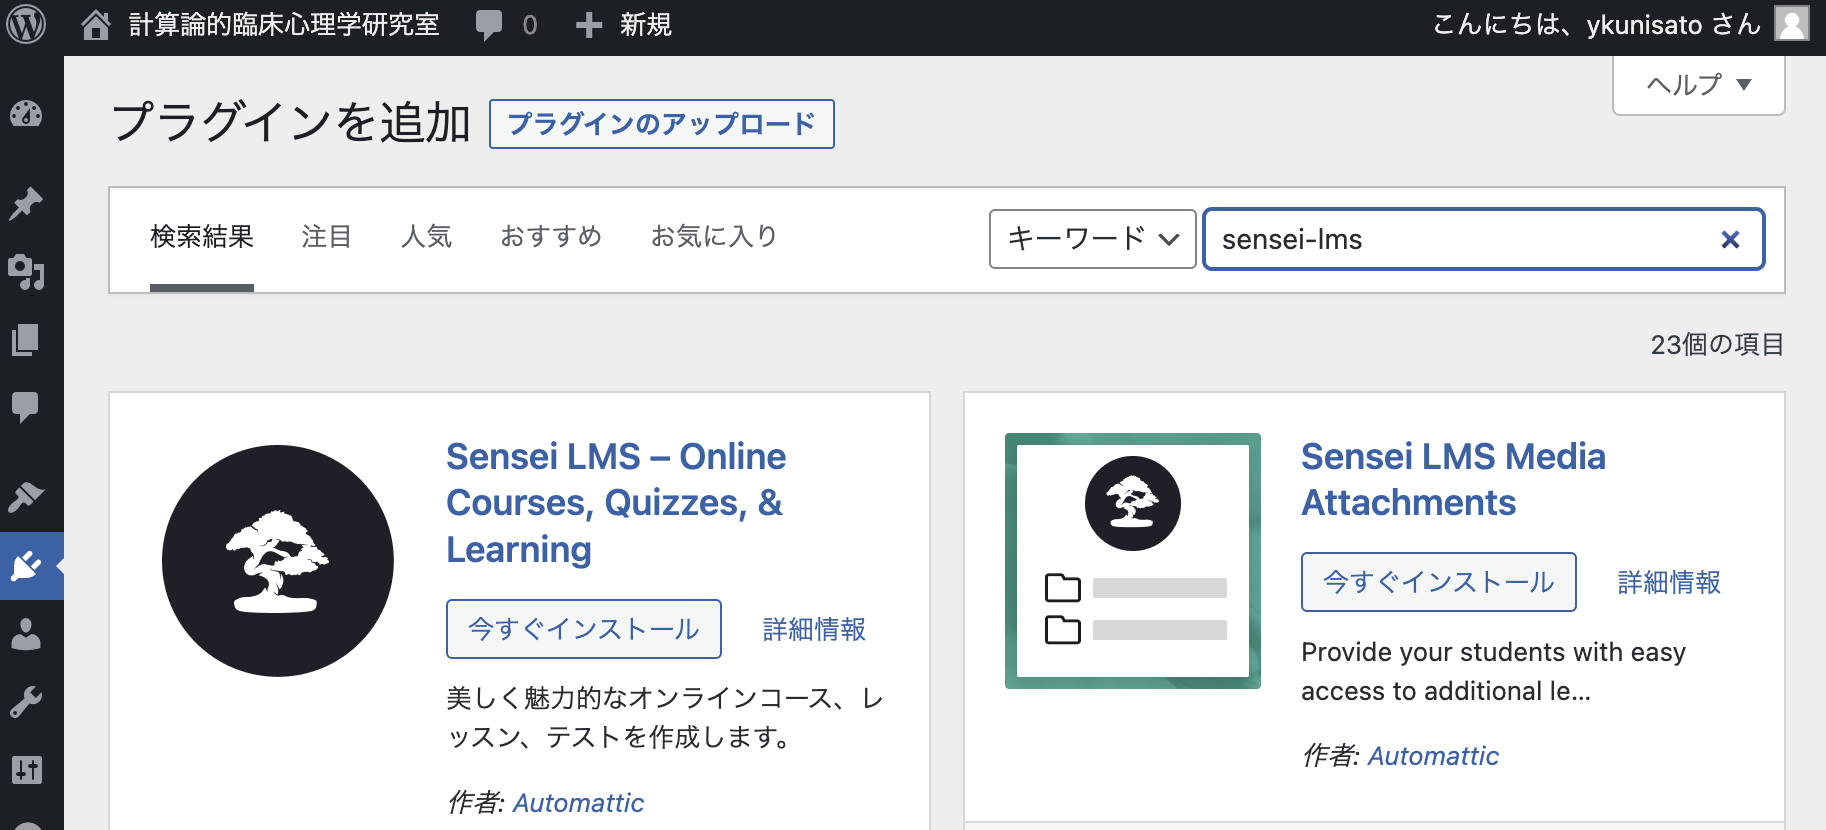 計算論的臨床心理学研究室 0 新規 こんにちは、ykunisato さん
ヘルプ ▼
プラグインを追加 プラグインのアップロード
検索結果 注目 人気 おすすめ お気に入り キーワード sensei-lms
23個の項目
Sensei LMS – Online
Courses, Quizzes, &
Learning
今すぐインストール 詳細情報
美しく魅力的なオンラインコース、レ
ッスン、テストを作成します。
作者: Automattic
Sensei LMS Media
Attachments
今すぐインストール 詳細情報
Provide your students with easy
access to additional le...
作者: Automattic